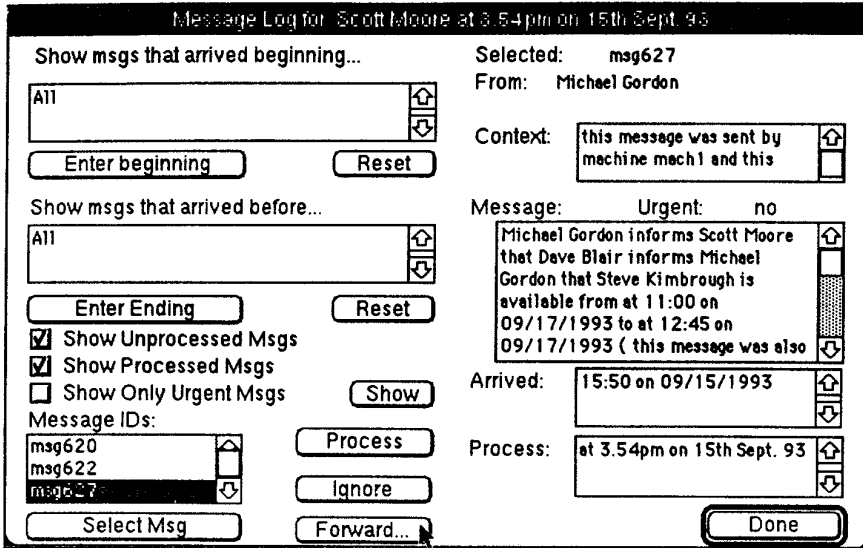 Message Log for Scott Moore at 3.54pm on 15th Sept. 93
Show msgs that arrived beginning...
All
Enter beginning
Reset
Show msgs that arrived before...
All
Enter Ending
Reset
Show Unprocessed Msgs
Show Processed Msgs
Show Only Urgent Msgs
Show
Message IDs:
msg620
msg622
msg627
Select Msg
Process
Ignore
Forward...
Selected: msg627
From: Michael Gordon
Context:
this message was sent by
machine mach1 and this
Message: Urgent: no
Michael Gordon informs Scott Moore
that Dave Blair informs Michael
Gordon that Steve Kimbrough is
available from at 11:00 on
09/17/1993 to at 12:45 on
09/17/1993 ( this message was also
Arrived: 15:50 on 09/15/1993
Process: at 3.54pm on 15th Sept. 93
Done